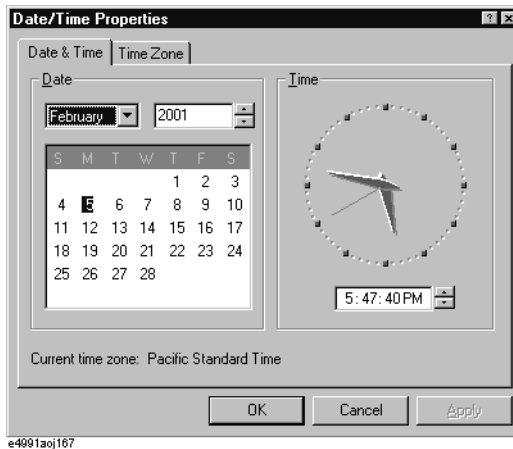 Date/Time Properties
Date & Time
Time Zone
Date
Time
February
2001
S M T W T F S
1 2 3
4 5 6 7 8 9 10
11 12 13 14 15 16 17
18 19 20 21 22 23 24
25 26 27 28
5:47:40 PM
Current time zone: Pacific Standard Time
OK
Cancel
Apply
e4991aoj167